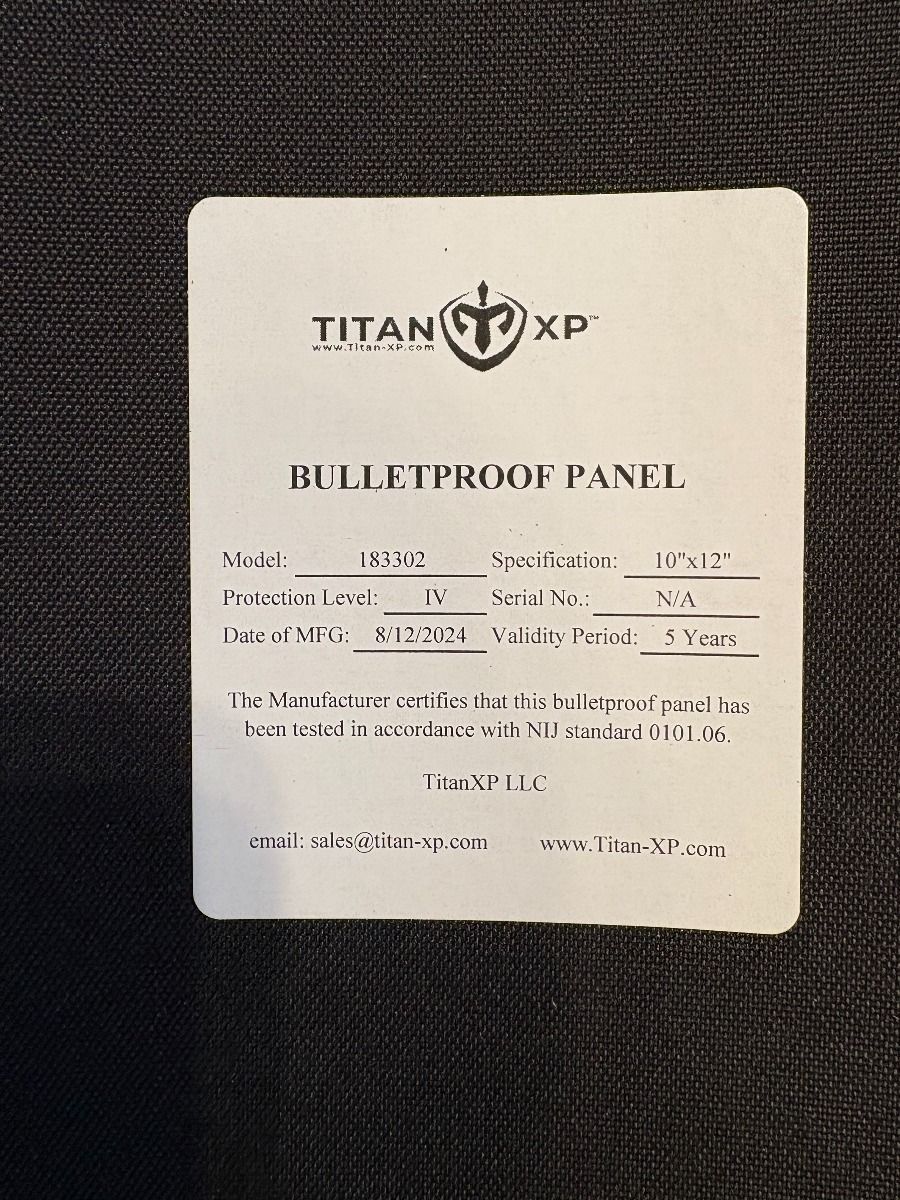 TITAN XP™
www.Titan-XP.com
BULLETPROOF PANEL
Model: 183302 Specification: 10"x12"
Protection Level: IV Serial No.: N/A
Date of MFG: 8/12/2024 Validity Period: 5 Years
The Manufacturer certifies that this bulletproof panel has
been tested in accordance with NIJ standard 0101.06.
TitanXP LLC
email: sales@titan-xp.com www.Titan-XP.com